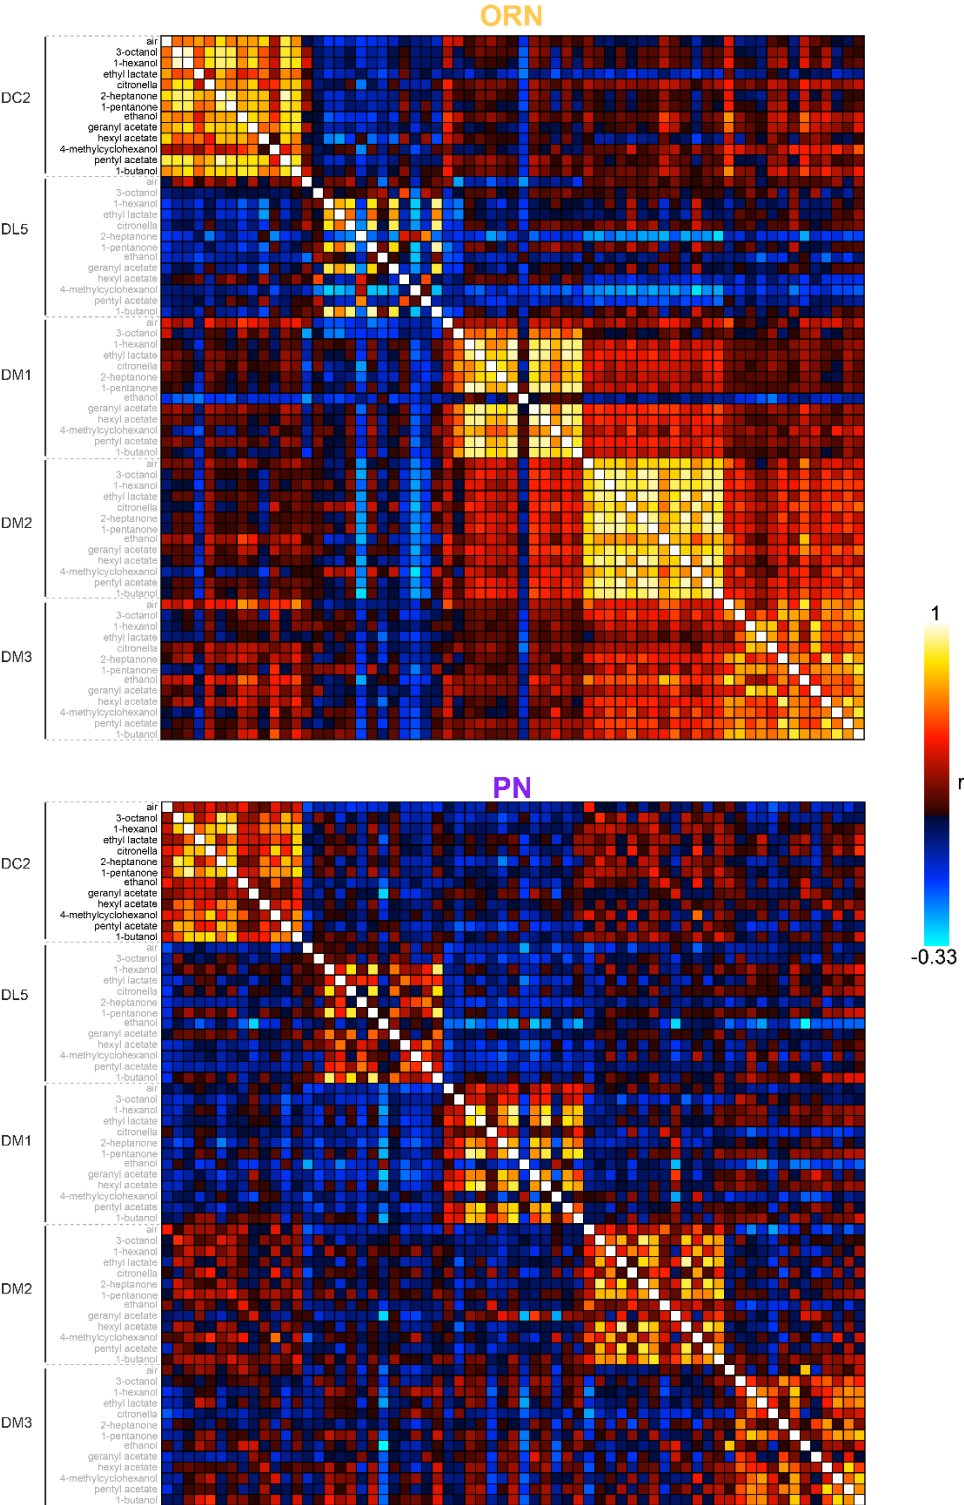 ORN
DC2
air
3-octanol
1-hexanol
ethyl lactate
citronella
2-heptanone
1-pentanone
ethanol
geranyl acetate
hexyl acetate
4-methylcyclohexanol
pentyl acetate
1-butanol
DL5
air
3-octanol
1-hexanol
ethyl lactate
citronella
2-heptanone
1-pentanone
ethanol
geranyl acetate
hexyl acetate
4-methylcyclohexanol
pentyl acetate
1-butanol
DM1
air
3-octanol
1-hexanol
ethyl lactate
citronella
2-heptanone
1-pentanone
ethanol
geranyl acetate
hexyl acetate
4-methylcyclohexanol
pentyl acetate
1-butanol
DM2
air
3-octanol
1-hexanol
ethyl lactate
citronella
2-heptanone
1-pentanone
ethanol
geranyl acetate
hexyl acetate
4-methylcyclohexanol
pentyl acetate
1-butanol
DM3
air
3-octanol
1-hexanol
ethyl lactate
citronella
2-heptanone
1-pentanone
ethanol
geranyl acetate
hexyl acetate
4-methylcyclohexanol
pentyl acetate
1-butanol
1
r
-0.33
PN
DC2
air
3-octanol
1-hexanol
ethyl lactate
citronella
2-heptanone
1-pentanone
ethanol
geranyl acetate
hexyl acetate
4-methylcyclohexanol
pentyl acetate
1-butanol
DL5
air
3-octanol
1-hexanol
ethyl lactate
citronella
2-heptanone
1-pentanone
ethanol
geranyl acetate
hexyl acetate
4-methylcyclohexanol
pentyl acetate
1-butanol
DM1
air
3-octanol
1-hexanol
ethyl lactate
citronella
2-heptanone
1-pentanone
ethanol
geranyl acetate
hexyl acetate
4-methylcyclohexanol
pentyl acetate
1-butanol
DM2
air
3-octanol
1-hexanol
ethyl lactate
citronella
2-heptanone
1-pentanone
ethanol
geranyl acetate
hexyl acetate
4-methylcyclohexanol
pentyl acetate
1-butanol
DM3
air
3-octanol
1-hexanol
ethyl lactate
citronella
2-heptanone
1-pentanone
ethanol
geranyl acetate
hexyl acetate
4-methylcyclohexanol
pentyl acetate
1-butanol